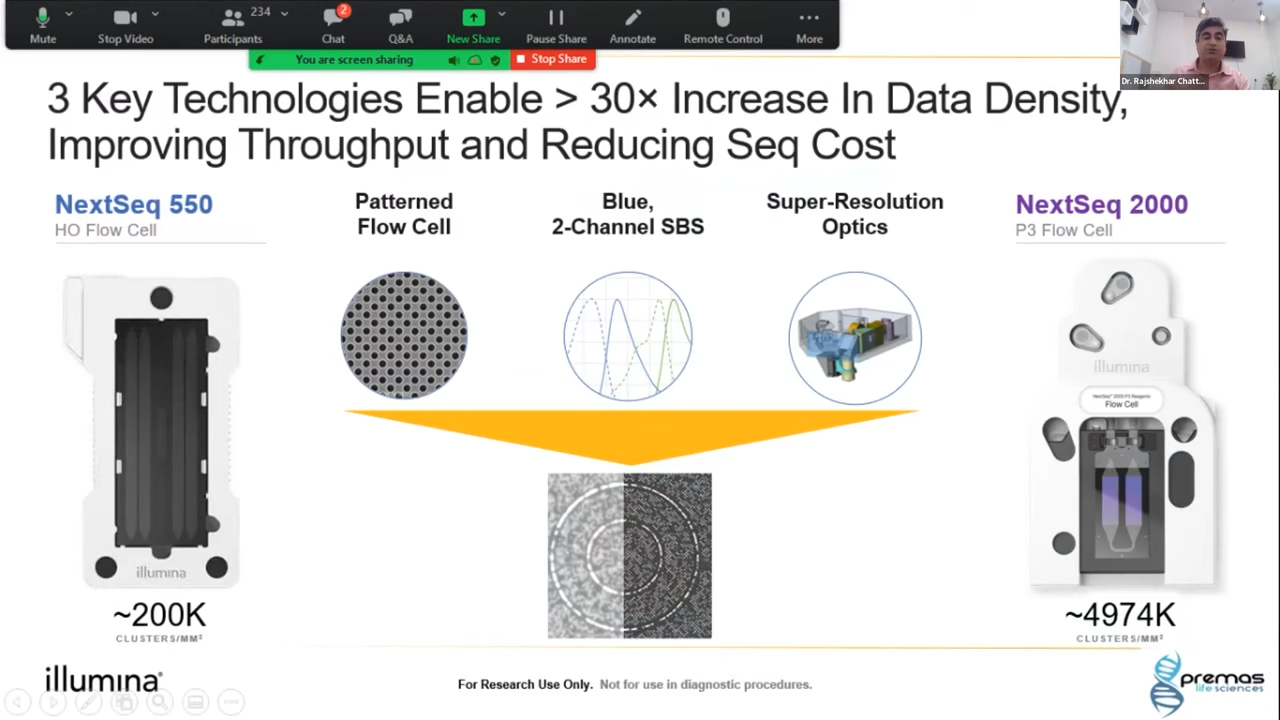 Mute
Stop Video
Participants
234
Chat
2
Q&A
New Share
Pause Share
Annotate
Remote Control
More
You are screen sharing
Stop Share
Dr. Rajshekhar Chatt...
3 Key Technologies Enable > 30× Increase In Data Density,
Improving Throughput and Reducing Seq Cost
NextSeq 550
HO Flow Cell
Patterned
Flow Cell
Blue,
2-Channel SBS
Super-Resolution
Optics
NextSeq 2000
P3 Flow Cell
illumina
NextSeq™ 2000 P3 Reagents
Flow Cell
illumina
~200K
CLUSTERS/MM²
~4974K
CLUSTERS/MM²
illumina®
For Research Use Only. Not for use in diagnostic procedures.
premas
life sciences